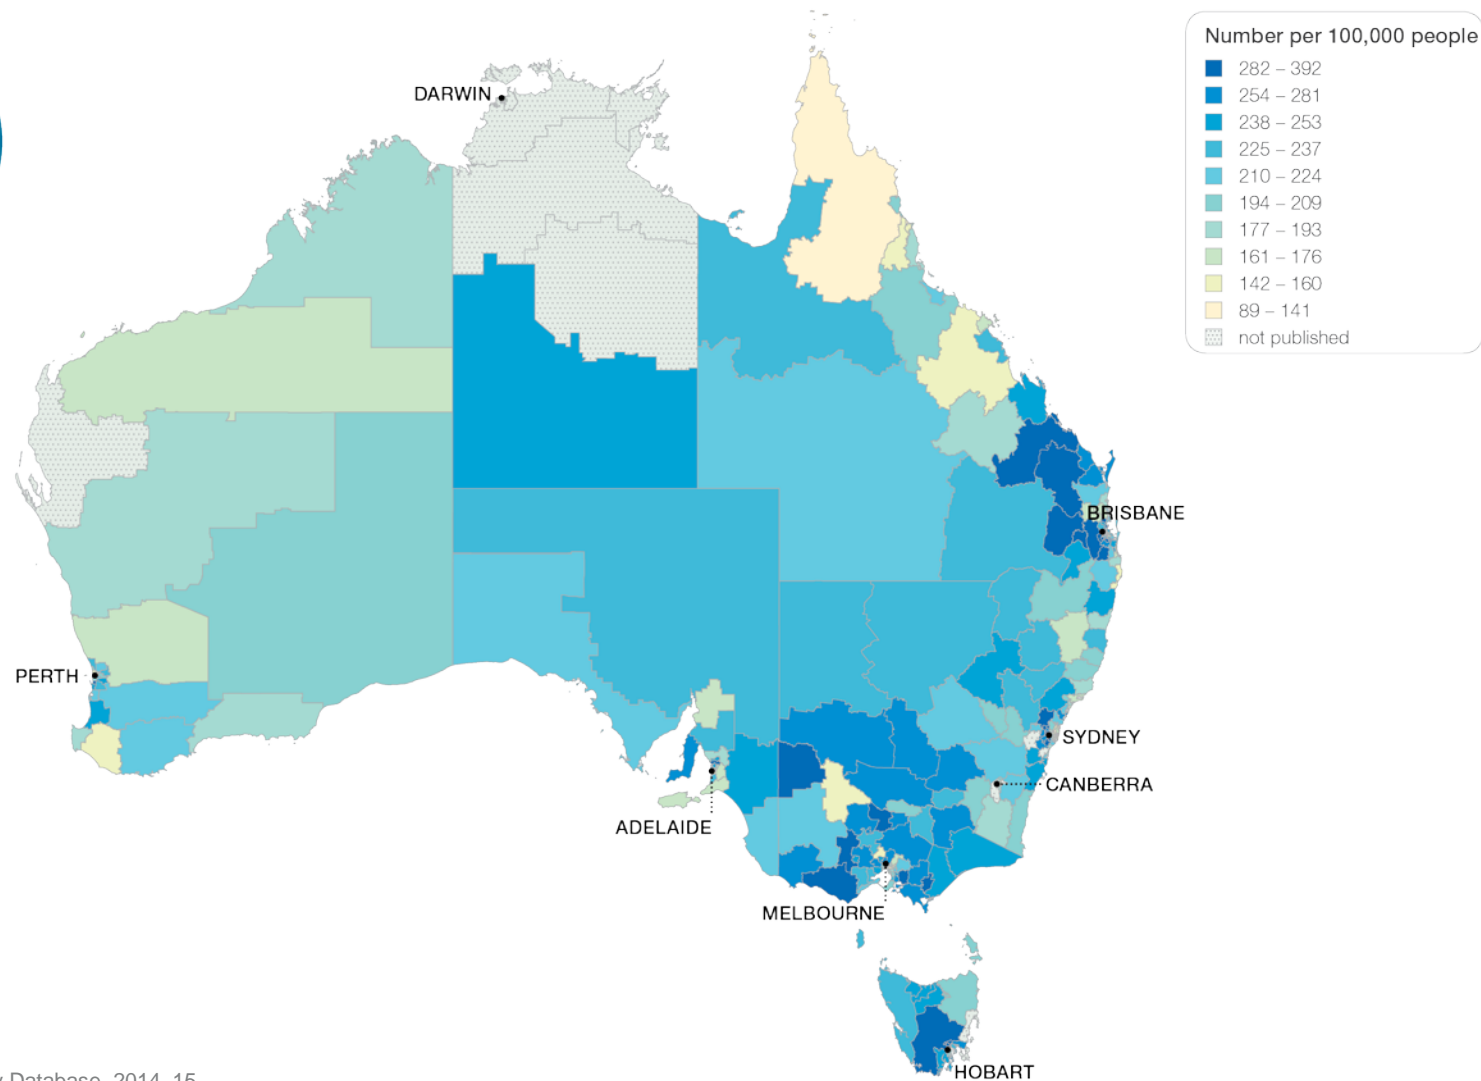 DARWIN
Number per 100,000 people
282 – 392
254 – 281
238 – 253
225 – 237
210 – 224
194 – 209
177 – 193
161 – 176
142 – 160
89 – 141
not published
BRISBANE
PERTH
SYDNEY
CANBERRA
ADELAIDE
MELBOURNE
HOBART
Database, 2014–15